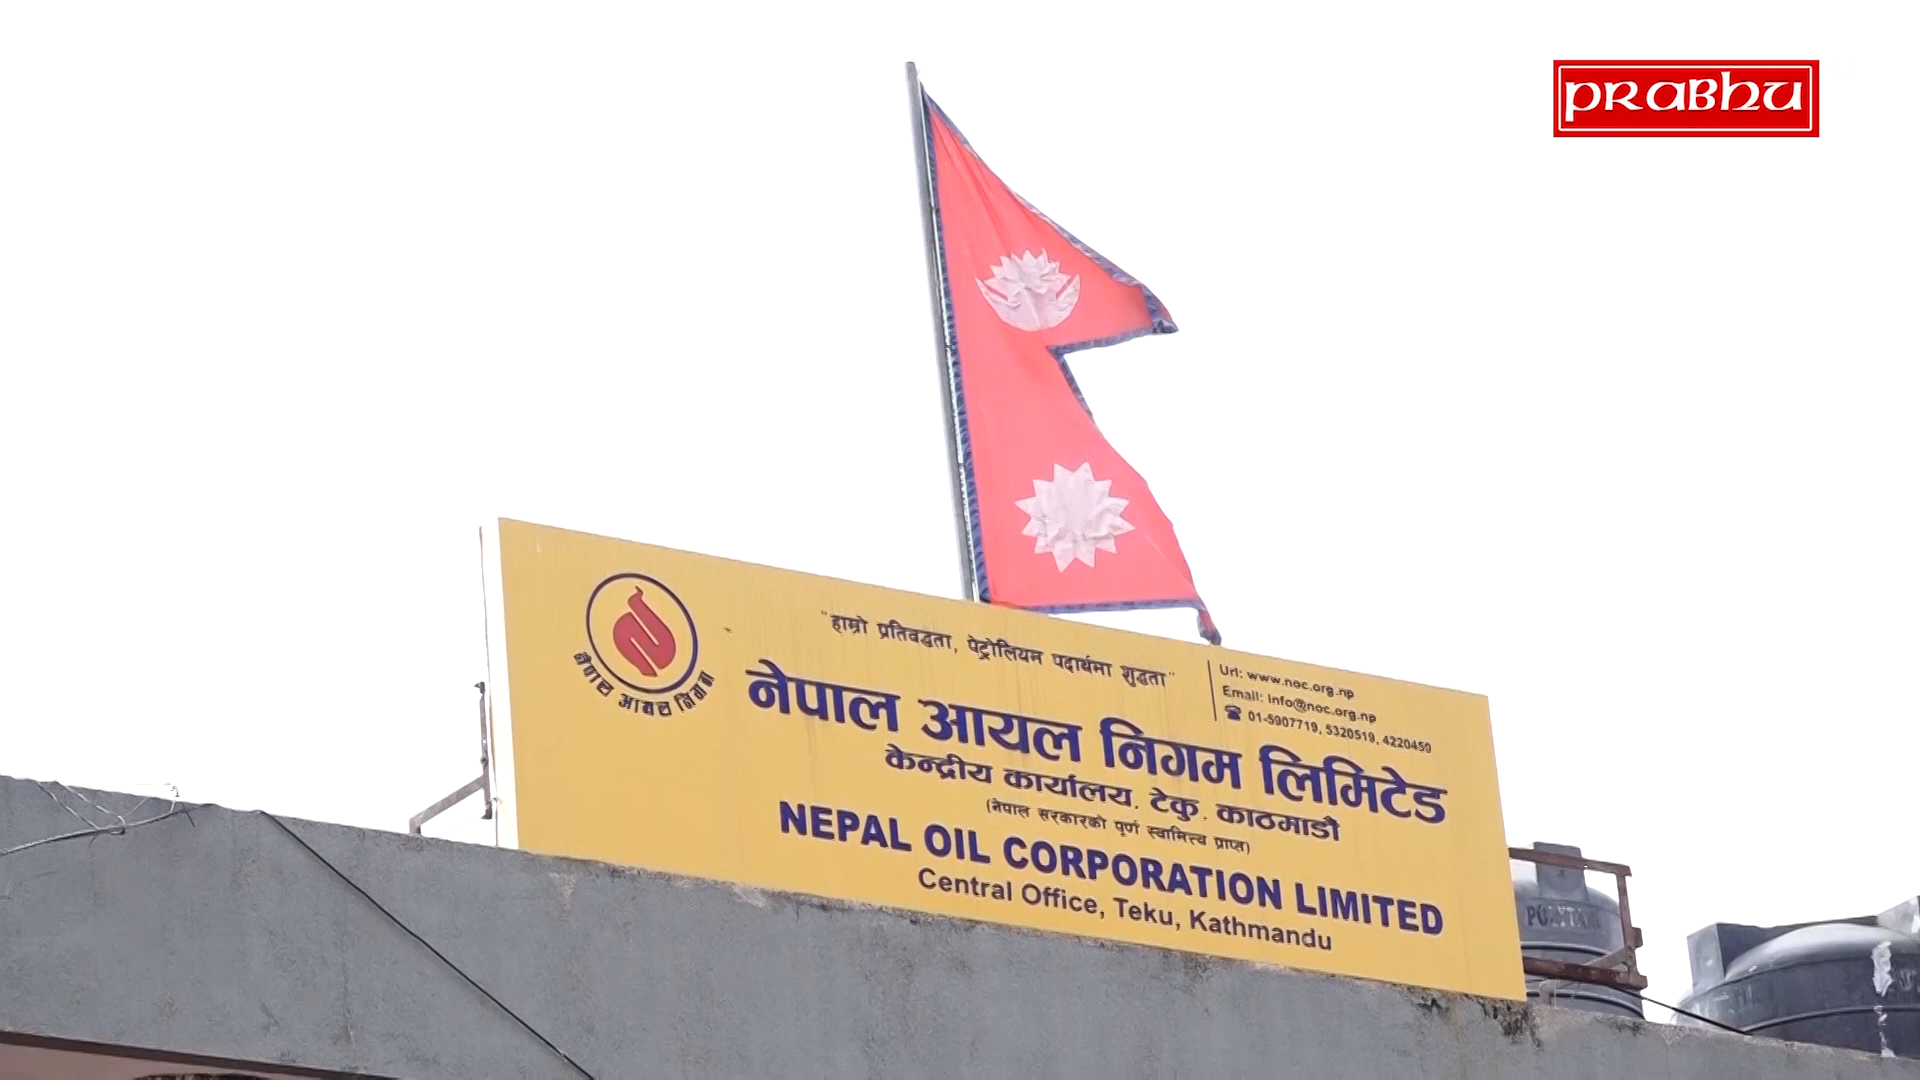 PRABHU
"हाम्रो प्रतिवद्धता, पेट्रोलियम पदार्थमा शुद्धता"
Url: www.noc.org.np
Email: info@noc.org.np
☎ 01-5907719, 5320519, 4220450
नेपाल आयल निगम
नेपाल आयल निगम लिमिटेड
केन्द्रीय कार्यालय, टेकु, काठमाडौं
(नेपाल सरकारको पूर्ण स्वामित्व प्राप्त)
NEPAL OIL CORPORATION LIMITED
Central Office, Teku, Kathmandu